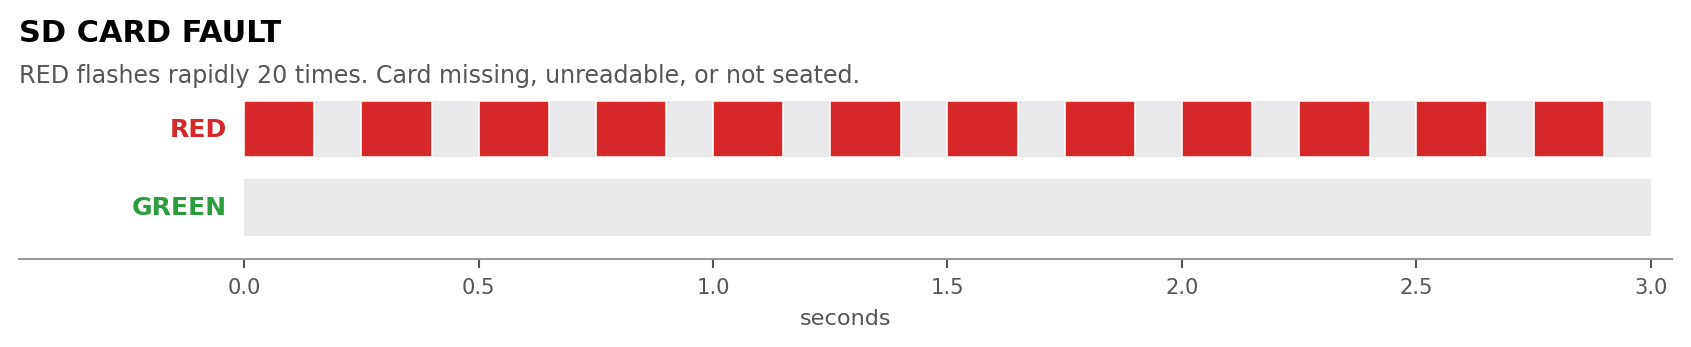 SD CARD FAULT
RED flashes rapidly 20 times. Card missing, unreadable, or not seated.
RED
GREEN
0.0 0.5 1.0 1.5 2.0 2.5 3.0
seconds